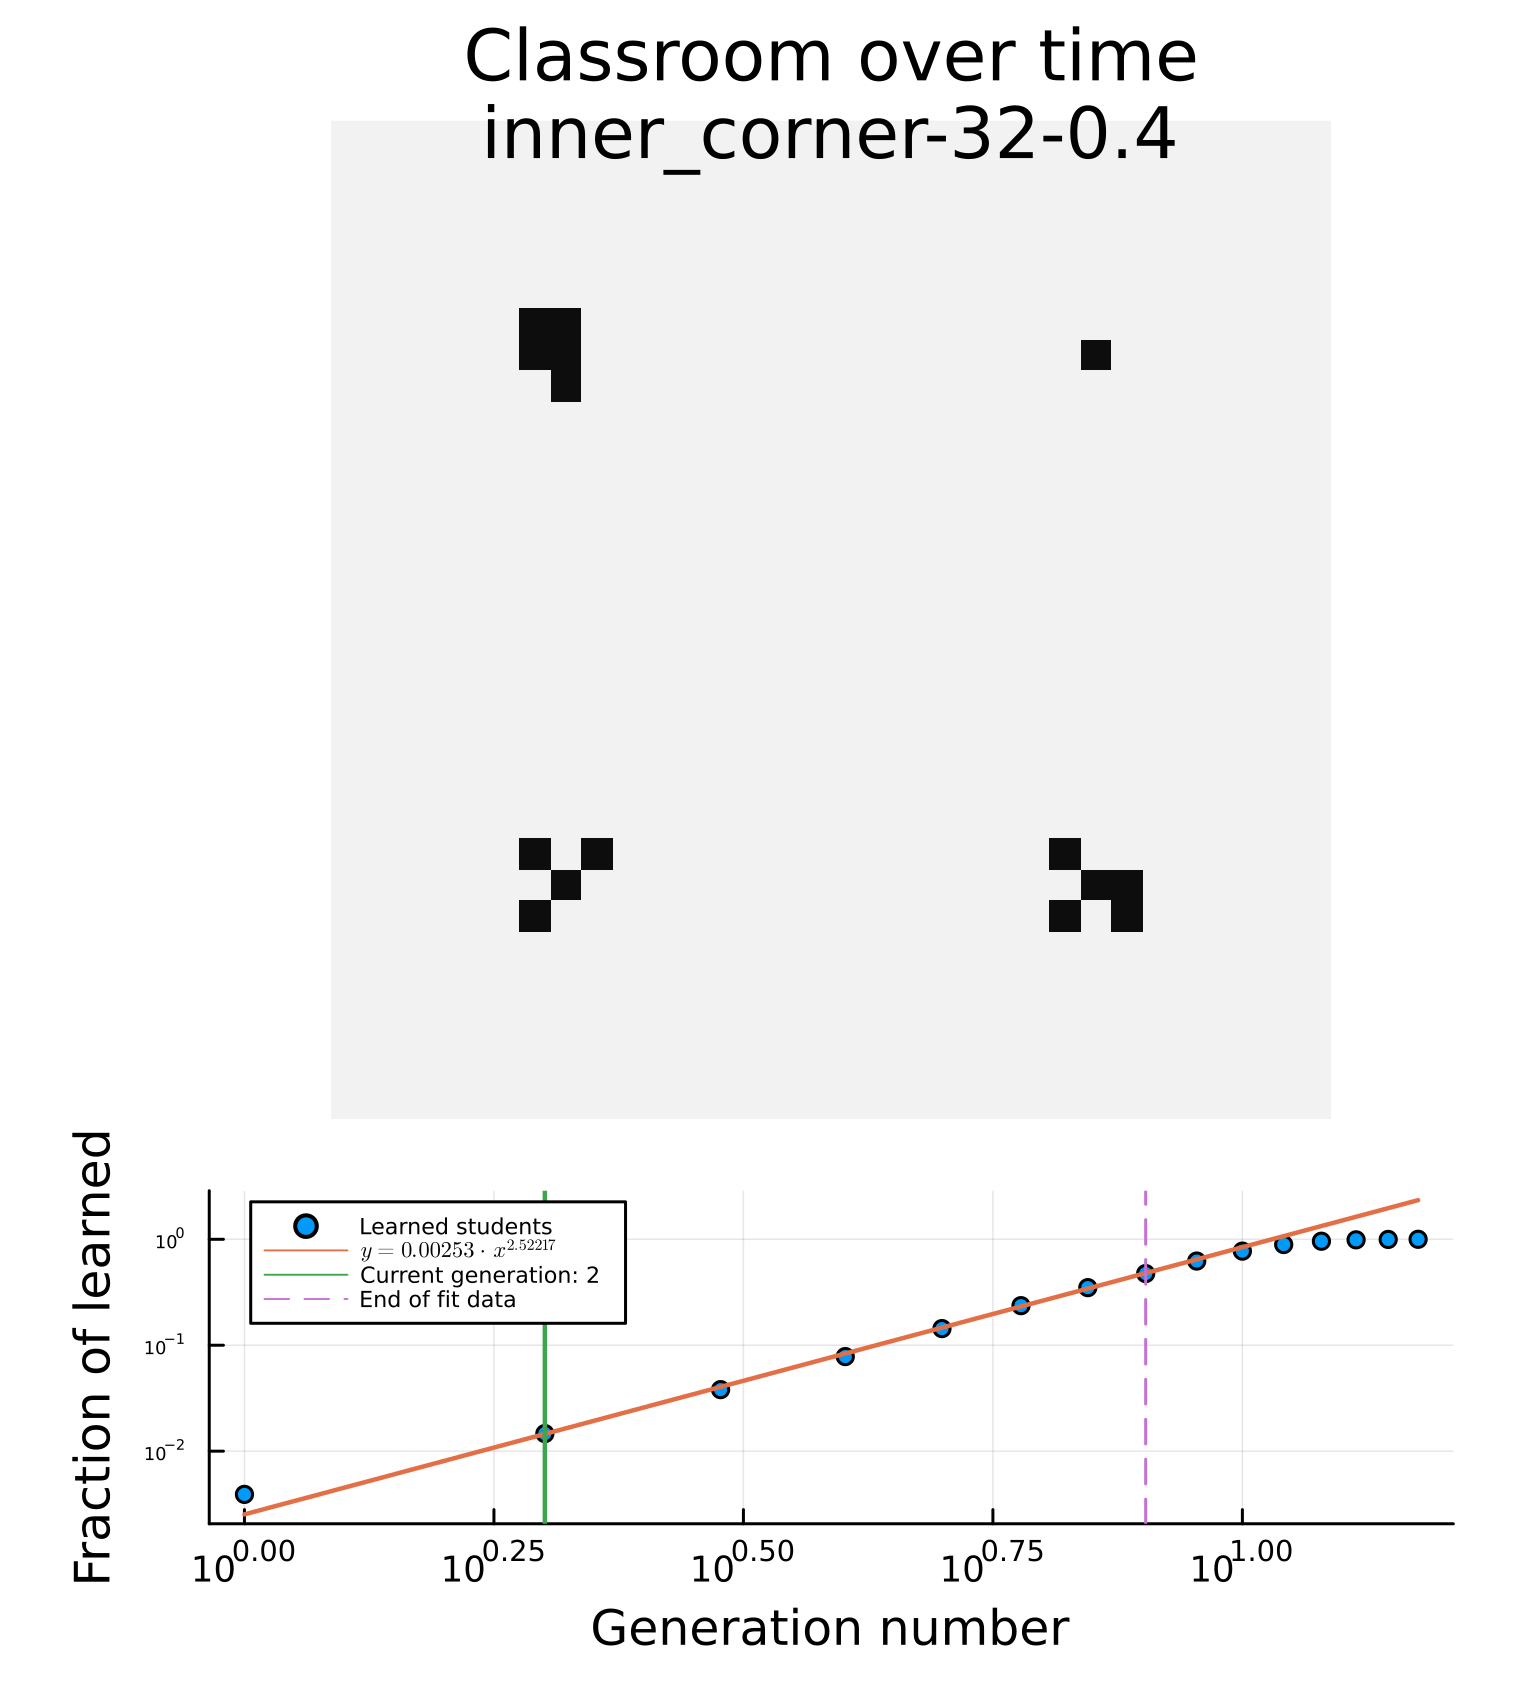 Classroom over time
inner_corner-32-0.4
Fraction of learned
10^0
10^-1
10^-2
Learned students
y = 0.00253 · x^2.52217
Current generation: 2
End of fit data
10^0.00 10^0.25 10^0.50 10^0.75 10^1.00
Generation number